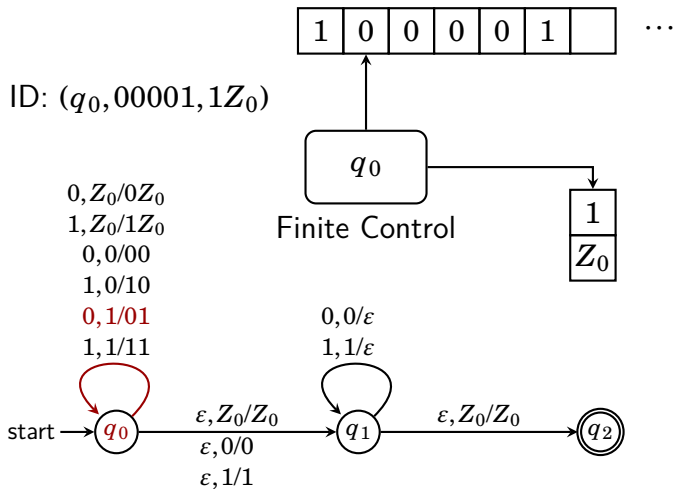 1 0 0 0 0 1 ⋯
ID: (q₀, 00001, 1Z₀)
q₀
Finite Control
1
Z₀
0, Z₀/0Z₀
1, Z₀/1Z₀
0, 0/00
1, 0/10
0, 1/01
1, 1/11
0, 0/ε
1, 1/ε
start
q₀
ε, Z₀/Z₀
ε, 0/0
ε, 1/1
q₁
ε, Z₀/Z₀
q₂